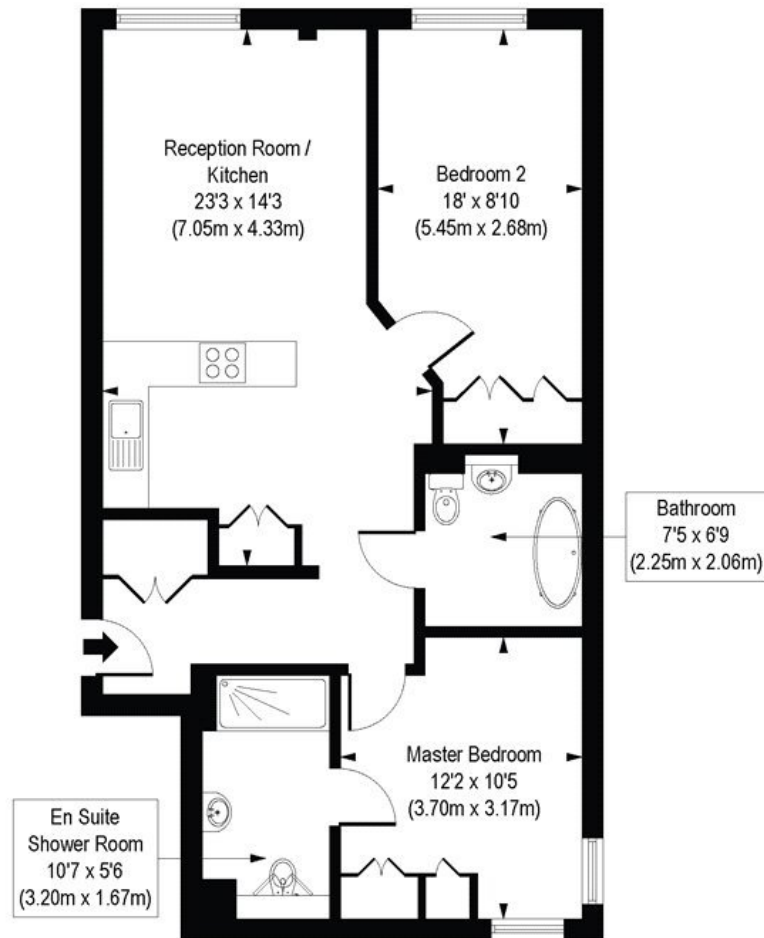 Reception Room /
Kitchen
23'3 x 14'3
(7.05m x 4.33m)
Bedroom 2
18' x 8'10
(5.45m x 2.68m)
Bathroom
7'5 x 6'9
(2.25m x 2.06m)
Master Bedroom
12'2 x 10'5
(3.70m x 3.17m)
En Suite
Shower Room
10'7 x 5'6
(3.20m x 1.67m)